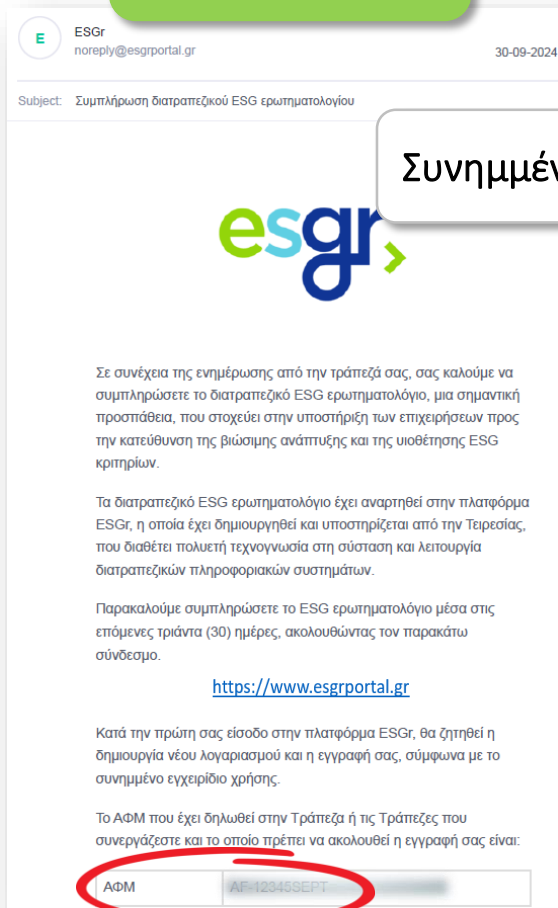 E
ESGr
noreply@esgrportal.gr
30-09-2024
Subject: Συμπλήρωση διατραπεζικού ESG ερωτηματολογίου
esgr
Σε συνέχεια της ενημέρωσης από την τράπεζά σας, σας καλούμε να
συμπληρώσετε το διατραπεζικό ESG ερωτηματολόγιο, μια σημαντική
προσπάθεια, που στοχεύει στην υποστήριξη των επιχειρήσεων προς
την κατεύθυνση της βιώσιμης ανάπτυξης και της υιοθέτησης ESG
κριτηρίων.
Τα διατραπεζικό ESG ερωτηματολόγιο έχει αναρτηθεί στην πλατφόρμα
ESGr, η οποία έχει δημιουργηθεί και υποστηρίζεται από την Τειρεσίας,
που διαθέτει πολυετή τεχνογνωσία στη σύσταση και λειτουργία
διατραπεζικών πληροφοριακών συστημάτων.
Παρακαλούμε συμπληρώσετε το ESG ερωτηματολόγιο μέσα στις
επόμενες τριάντα (30) ημέρες, ακολουθώντας τον παρακάτω
σύνδεσμο.
https://www.esgrportal.gr
Κατά την πρώτη σας είσοδο στην πλατφόρμα ESGr, θα ζητηθεί η
δημιουργία νέου λογαριασμού και η εγγραφή σας, σύμφωνα με το
συνημμένο εγχειρίδιο χρήσης.
Το ΑΦΜ που έχει δηλωθεί στην Τράπεζα ή τις Τράπεζες που
συνεργάζεστε και το οποίο πρέπει να ακολουθεί η εγγραφή σας είναι:
ΑΦΜ AF-12345SEPT